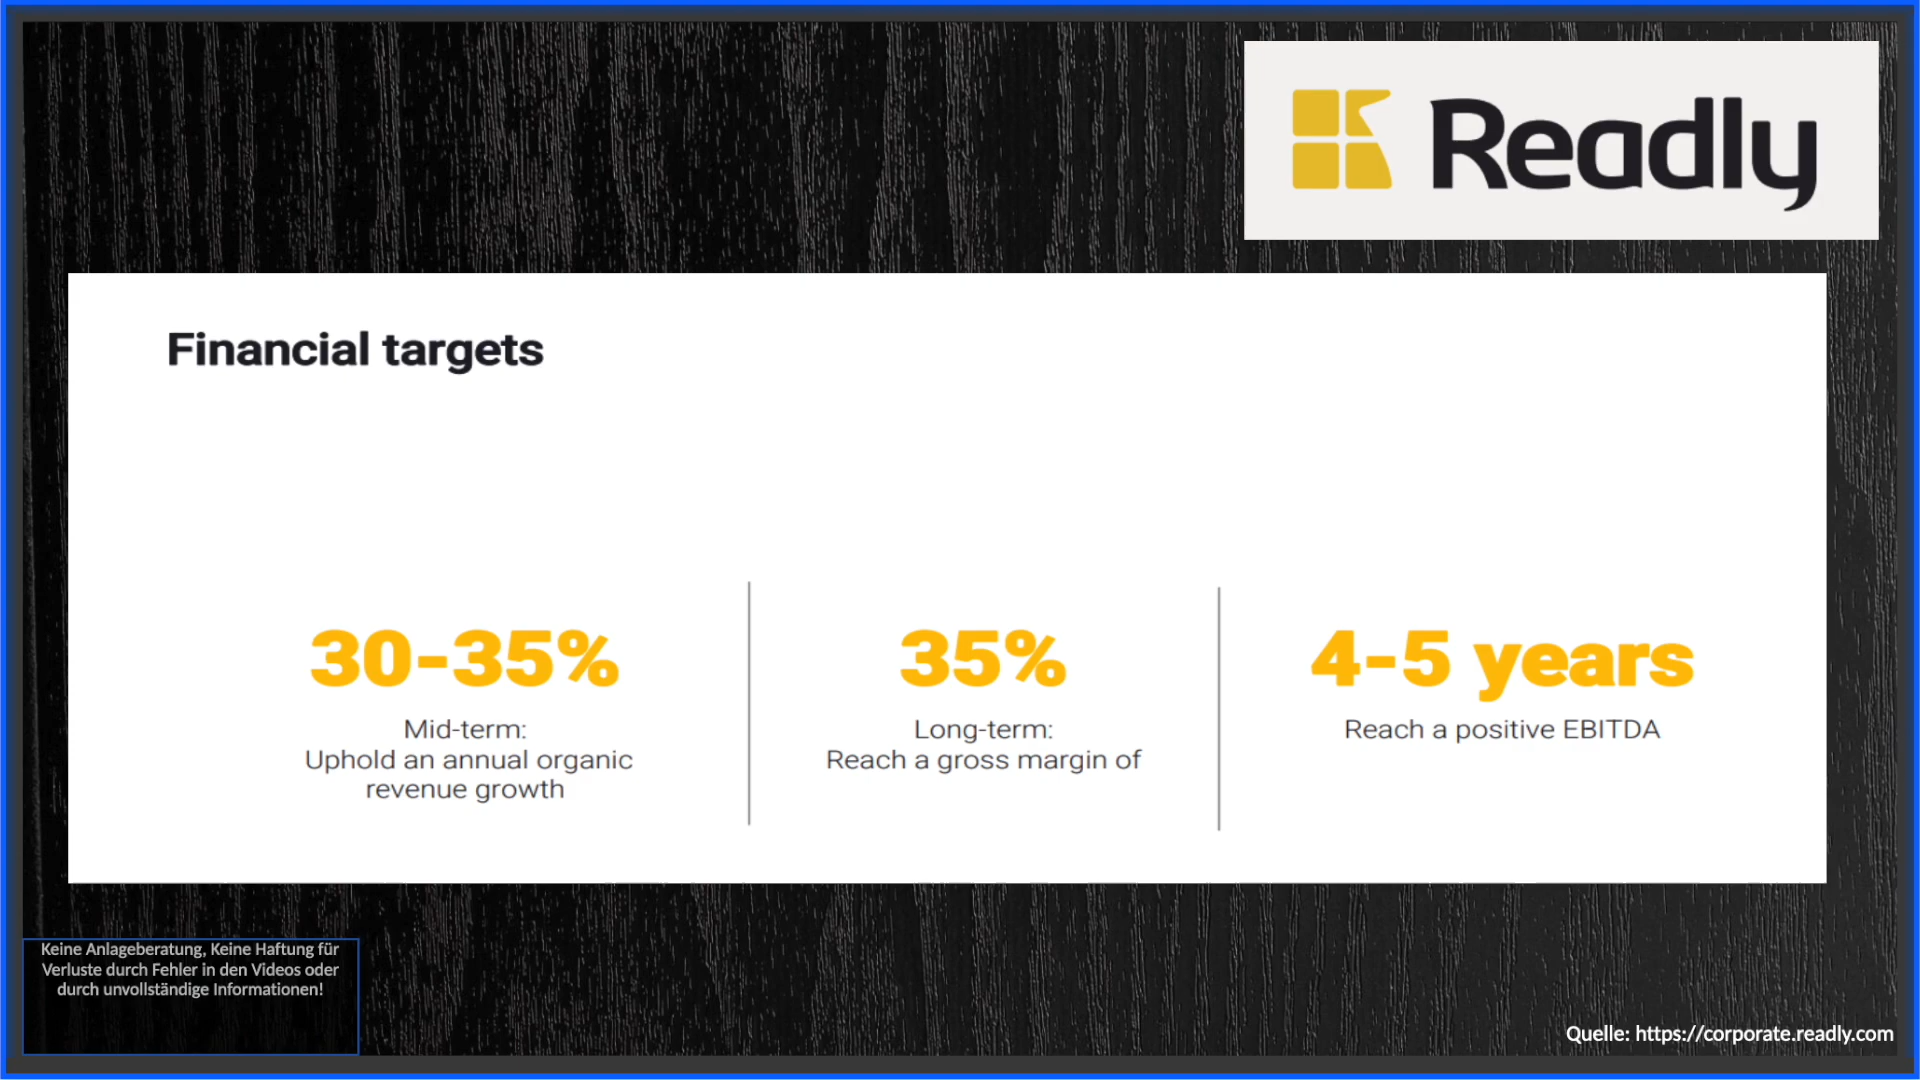 Readly
Financial targets
30-35%
Mid-term:
Uphold an annual organic
revenue growth
35%
Long-term:
Reach a gross margin of
4-5 years
Reach a positive EBITDA
Keine Anlageberatung, Keine Haftung für
Verluste durch Fehler in den Videos oder
durch unvollständige Informationen!
Quelle: https://corporate.readly.com